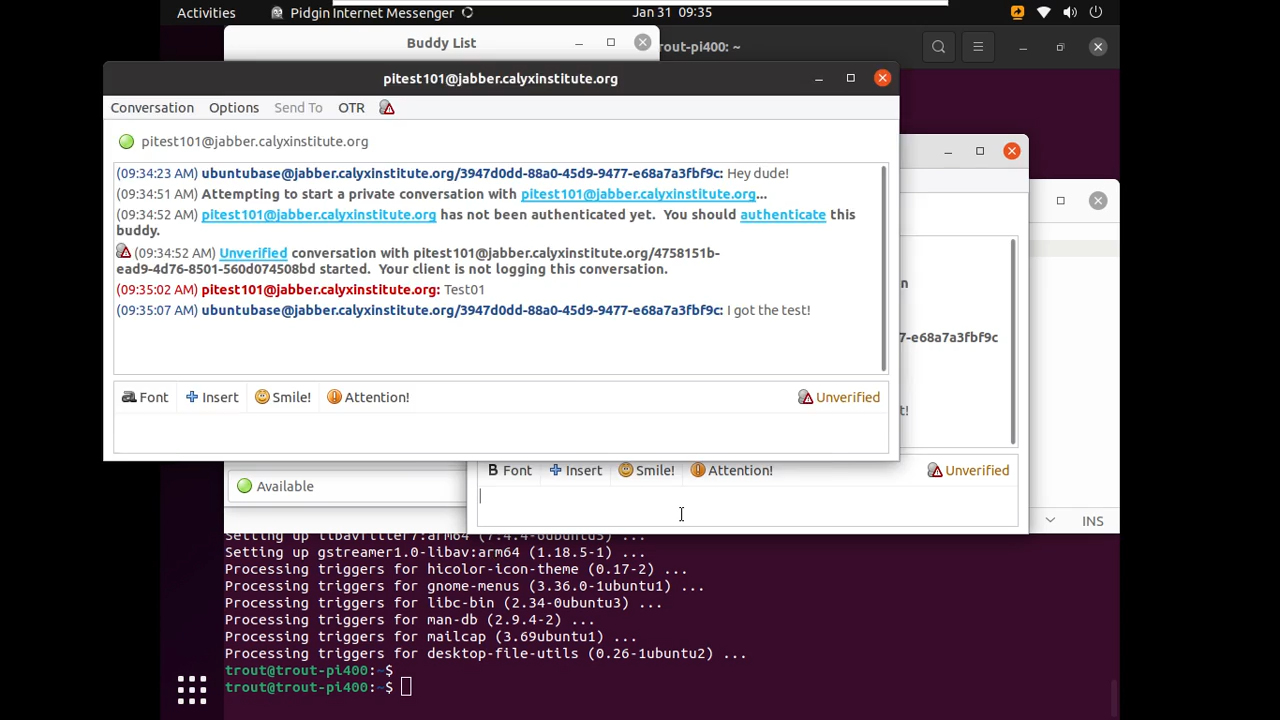 Activities
Pidgin Internet Messenger
Jan 31 09:35
Buddy List
rout-pi400: ~
pitest101@jabber.calyxinstitute.org
Conversation Options Send To OTR
pitest101@jabber.calyxinstitute.org
(09:34:23 AM) ubuntubase@jabber.calyxinstitute.org/3947d0dd-88a0-45d9-9477-e68a7a3fbf9c: Hey dude!
(09:34:51 AM) Attempting to start a private conversation with pitest101@jabber.calyxinstitute.org...
(09:34:52 AM) pitest101@jabber.calyxinstitute.org has not been authenticated yet. You should authenticate this
buddy.
(09:34:52 AM) Unverified conversation with pitest101@jabber.calyxinstitute.org/4758151b-
ead9-4d76-8501-560d074508bd started. Your client is not logging this conversation.
(09:35:02 AM) pitest101@jabber.calyxinstitute.org: Test01
(09:35:07 AM) ubuntubase@jabber.calyxinstitute.org/3947d0dd-88a0-45d9-9477-e68a7a3fbf9c: I got the test!
Font Insert Smile! Attention! Unverified
n
7-e68a7a3fbf9c
t!
B Font Insert Smile! Attention! Unverified
Available
INS
Setting up gstreamer1.0-libav:arm64 (1.18.5-1) ...
Processing triggers for hicolor-icon-theme (0.17-2) ...
Processing triggers for gnome-menus (3.36.0-1ubuntu1) ...
Processing triggers for libc-bin (2.34-0ubuntu3) ...
Processing triggers for man-db (2.9.4-2) ...
Processing triggers for mailcap (3.69ubuntu1) ...
Processing triggers for desktop-file-utils (0.26-1ubuntu2) ...
trout@trout-pi400:~$
trout@trout-pi400:~$